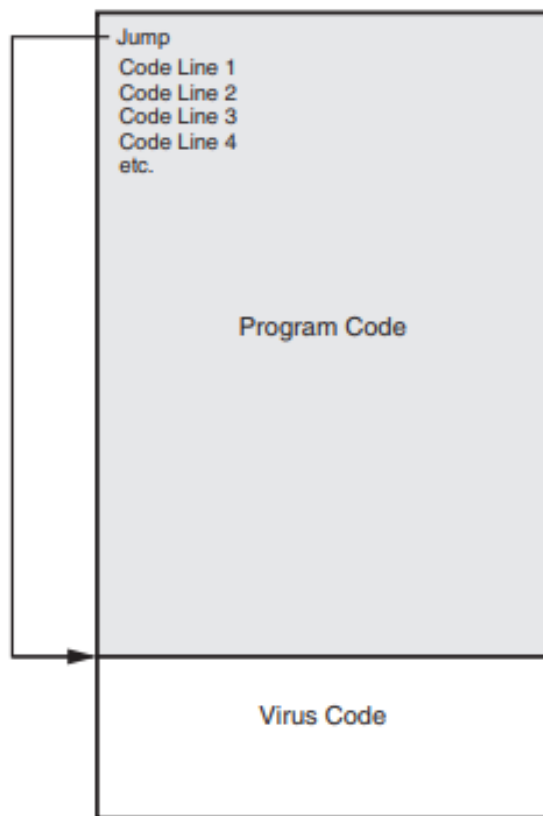 Jump
Code Line 1
Code Line 2
Code Line 3
Code Line 4
etc.
Program Code
Virus Code